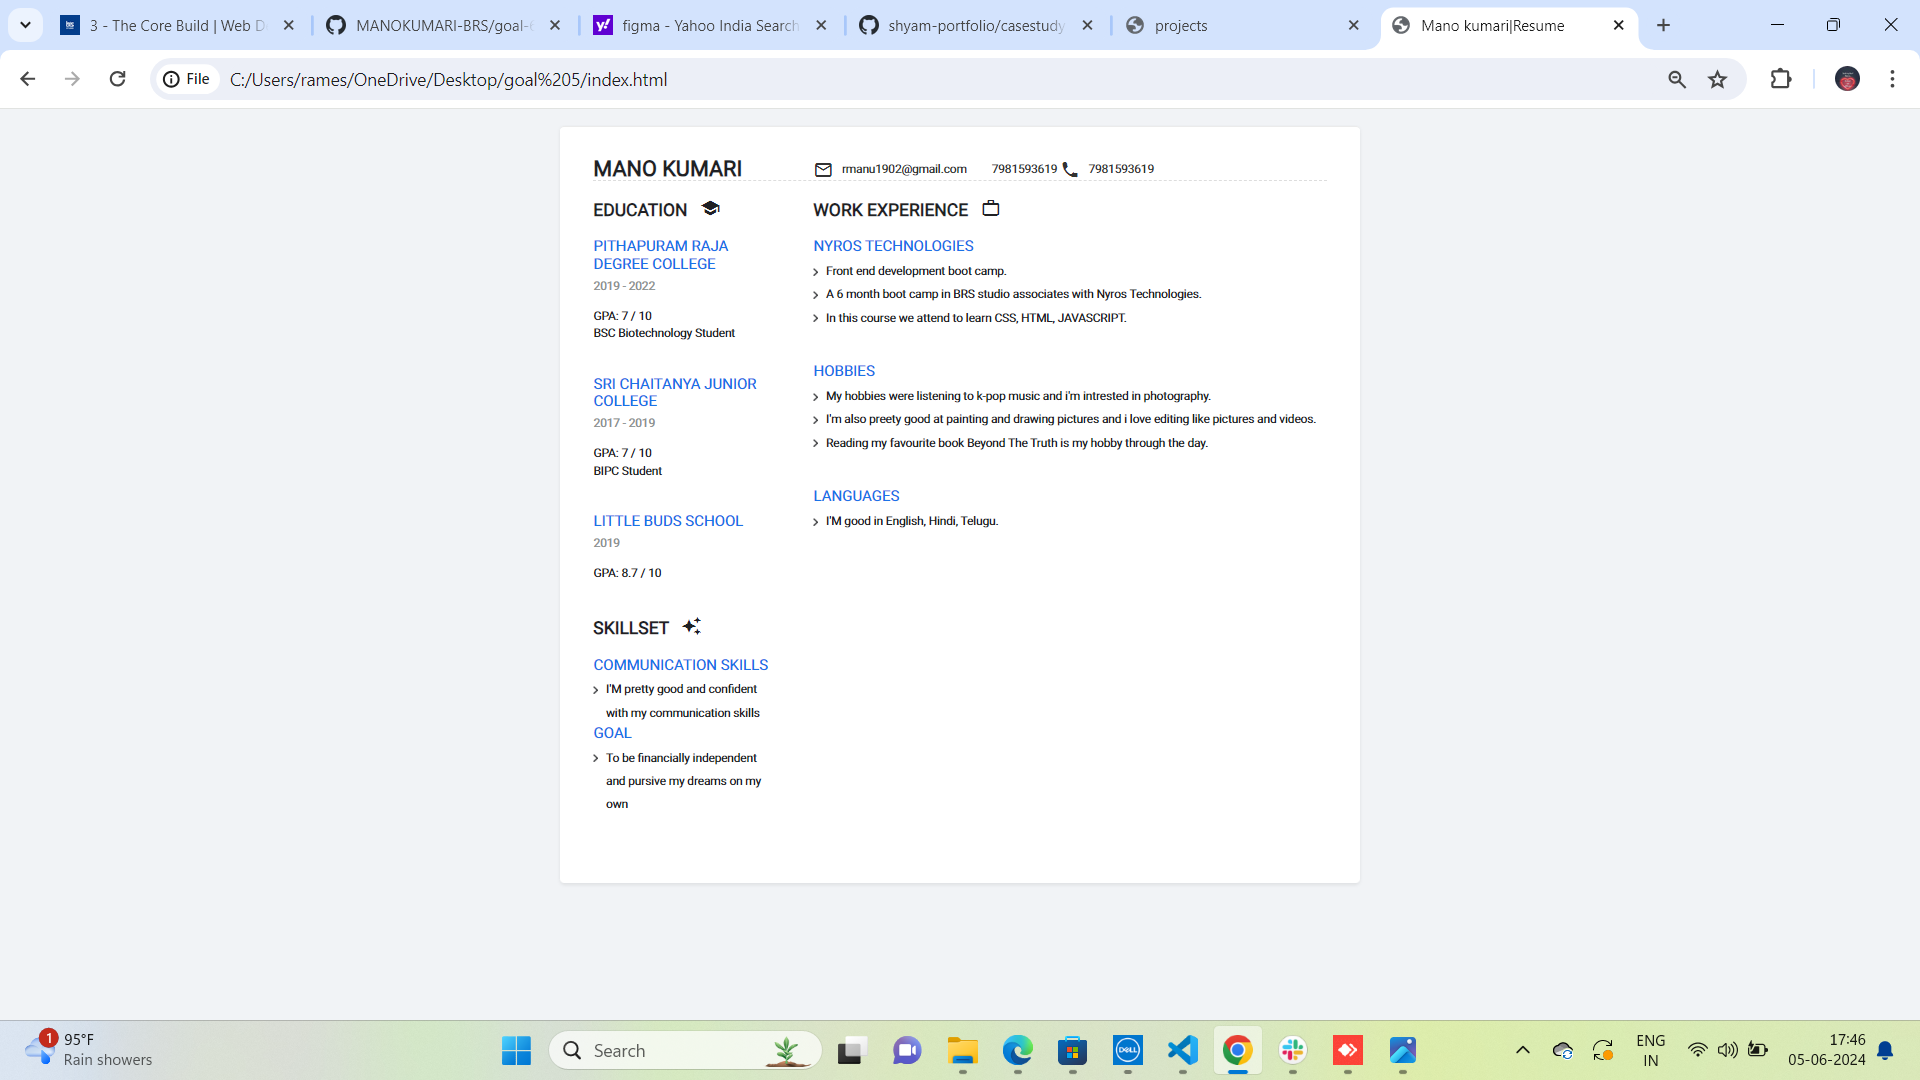 3 - The Core Build | Web D
MANOKUMARI-BRS/goal-6
figma - Yahoo India Search
shyam-portfolio/casestudy
projects
Mano kumari|Resume
File
C:/Users/rames/OneDrive/Desktop/goal%205/index.html
MANO KUMARI
rmanu1902@gmail.com
7981593619
7981593619
EDUCATION
PITHAPURAM RAJA
DEGREE COLLEGE
2019 - 2022
GPA: 7 / 10
BSC Biotechnology Student
SRI CHAITANYA JUNIOR
COLLEGE
2017 - 2019
GPA: 7 / 10
BIPC Student
LITTLE BUDS SCHOOL
2019
GPA: 8.7 / 10
SKILLSET
COMMUNICATION SKILLS
I'M pretty good and confident
with my communication skills
GOAL
To be financially independent
and pursive my dreams on my
own
WORK EXPERIENCE
NYROS TECHNOLOGIES
Front end development boot camp.
A 6 month boot camp in BRS studio associates with Nyros Technologies.
In this course we attend to learn CSS, HTML, JAVASCRIPT.
HOBBIES
My hobbies were listening to k-pop music and i'm intrested in photography.
I'm also preety good at painting and drawing pictures and i love editing like pictures and videos.
Reading my favourite book Beyond The Truth is my hobby through the day.
LANGUAGES
I'M good in English, Hindi, Telugu.
1
95°F
Rain showers
Search
DELL
ENG
IN
17:46
05-06-2024